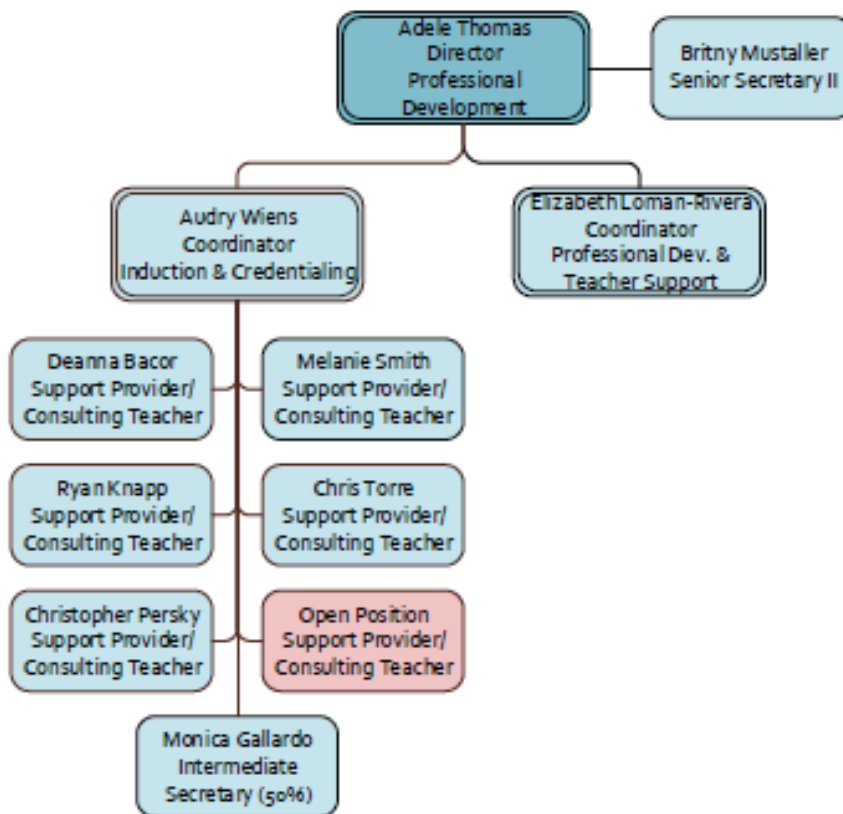 Adele Thomas
Director
Professional
Development
Britny Mustaller
Senior Secretary II
Audry Wiens
Coordinator
Induction & Credentialing
Elizabeth Loman-Rivera
Coordinator
Professional Dev. &
Teacher Support
Deanna Bacor
Support Provider/
Consulting Teacher
Melanie Smith
Support Provider/
Consulting Teacher
Ryan Knapp
Support Provider/
Consulting Teacher
Chris Torre
Support Provider/
Consulting Teacher
Christopher Persky
Support Provider/
Consulting Teacher
Open Position
Support Provider/
Consulting Teacher
Monica Gallardo
Intermediate
Secretary (50%)